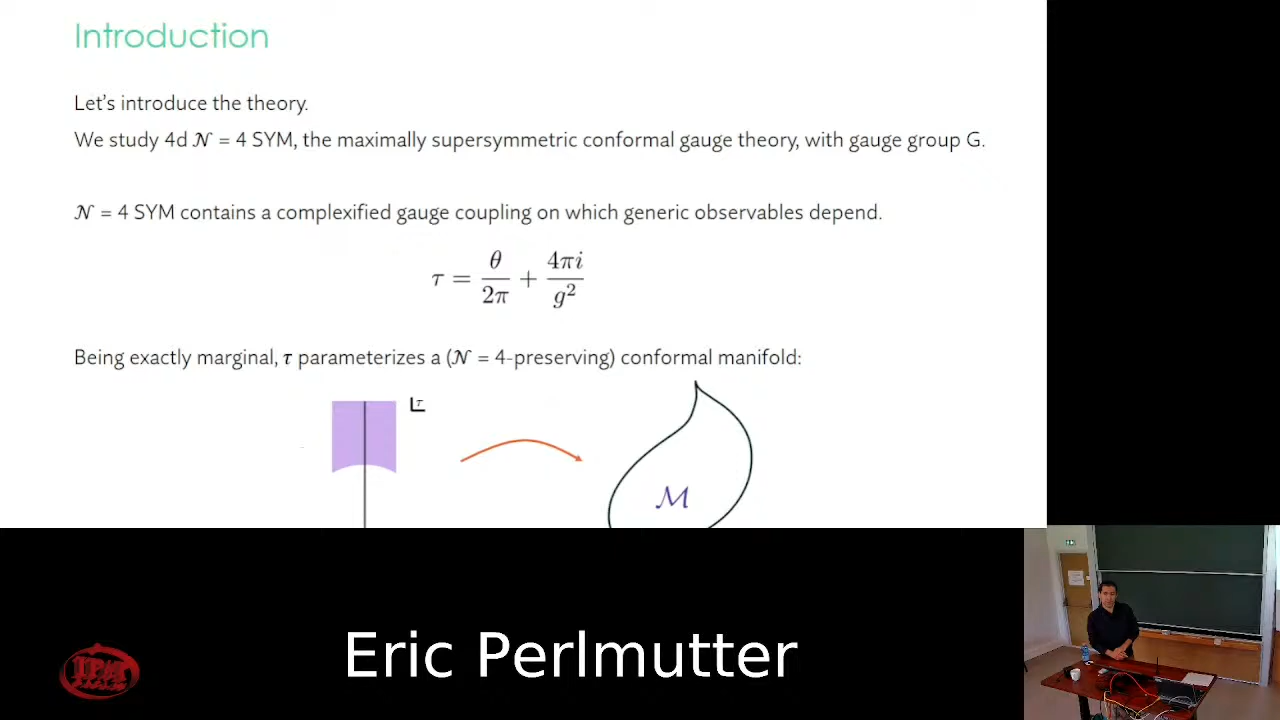 Introduction
Let's introduce the theory.
We study 4d 𝒩 = 4 SYM, the maximally supersymmetric conformal gauge theory, with gauge group G.
𝒩 = 4 SYM contains a complexified gauge coupling on which generic observables depend.
τ = θ/2π + 4πi/g²
Being exactly marginal, τ parameterizes a (𝒩 = 4-preserving) conformal manifold:
τ
ℳ
Eric Perlmutter